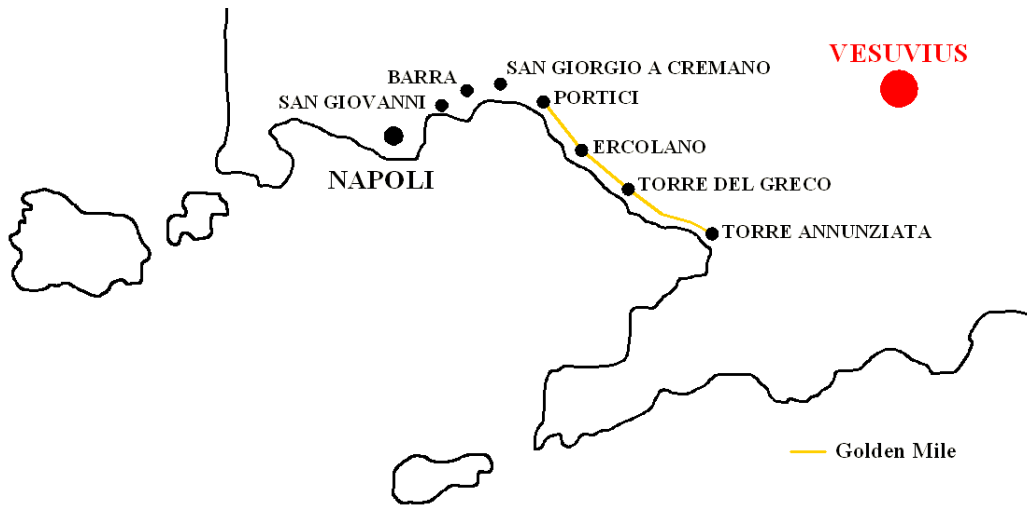 VESUVIUS
SAN GIORGIO A CREMANO
BARRA
PORTICI
SAN GIOVANNI
ERCOLANO
NAPOLI
TORRE DEL GRECO
TORRE ANNUNZIATA
Golden Mile